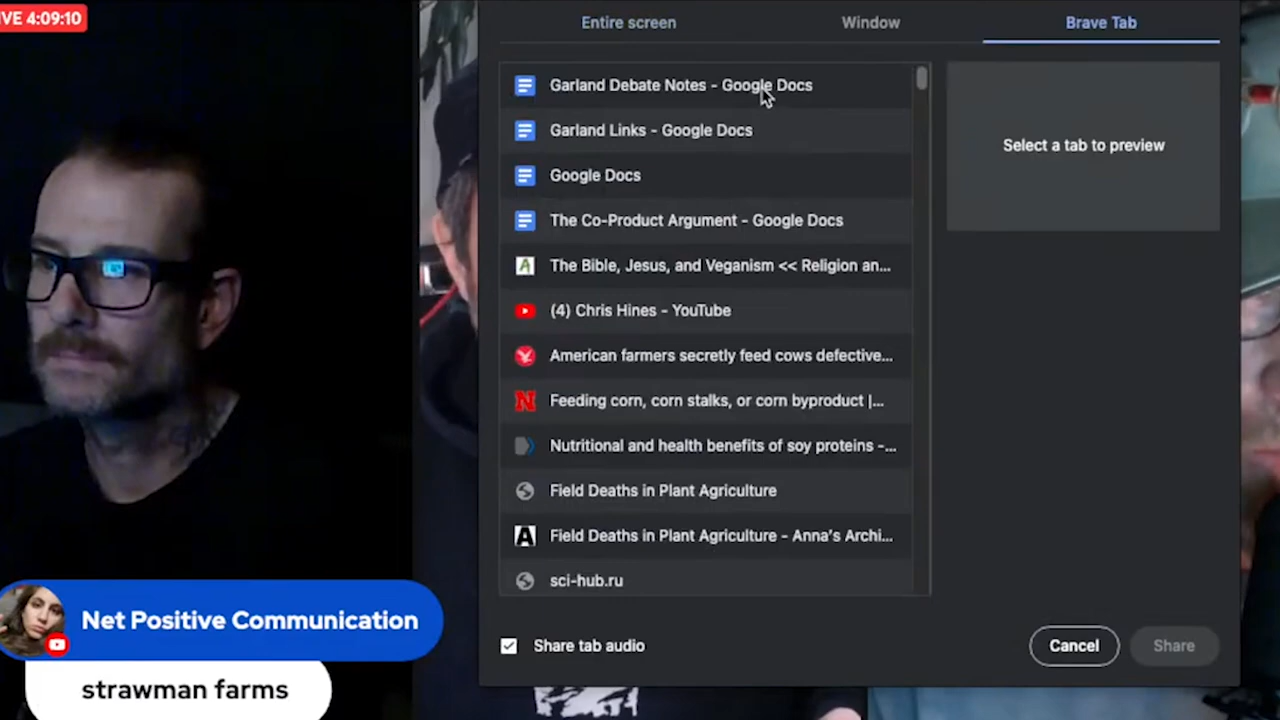 IVE 4:09:10
Entire screen
Window
Brave Tab
Garland Debate Notes - Google Docs
Garland Links - Google Docs
Google Docs
The Co-Product Argument - Google Docs
The Bible, Jesus, and Veganism << Religion an...
(4) Chris Hines - YouTube
American farmers secretly feed cows defective...
Feeding corn, corn stalks, or corn byproduct |...
Nutritional and health benefits of soy proteins -...
Field Deaths in Plant Agriculture
Field Deaths in Plant Agriculture - Anna's Archi...
sci-hub.ru
Select a tab to preview
Share tab audio
Cancel
Share
Net Positive Communication
strawman farms